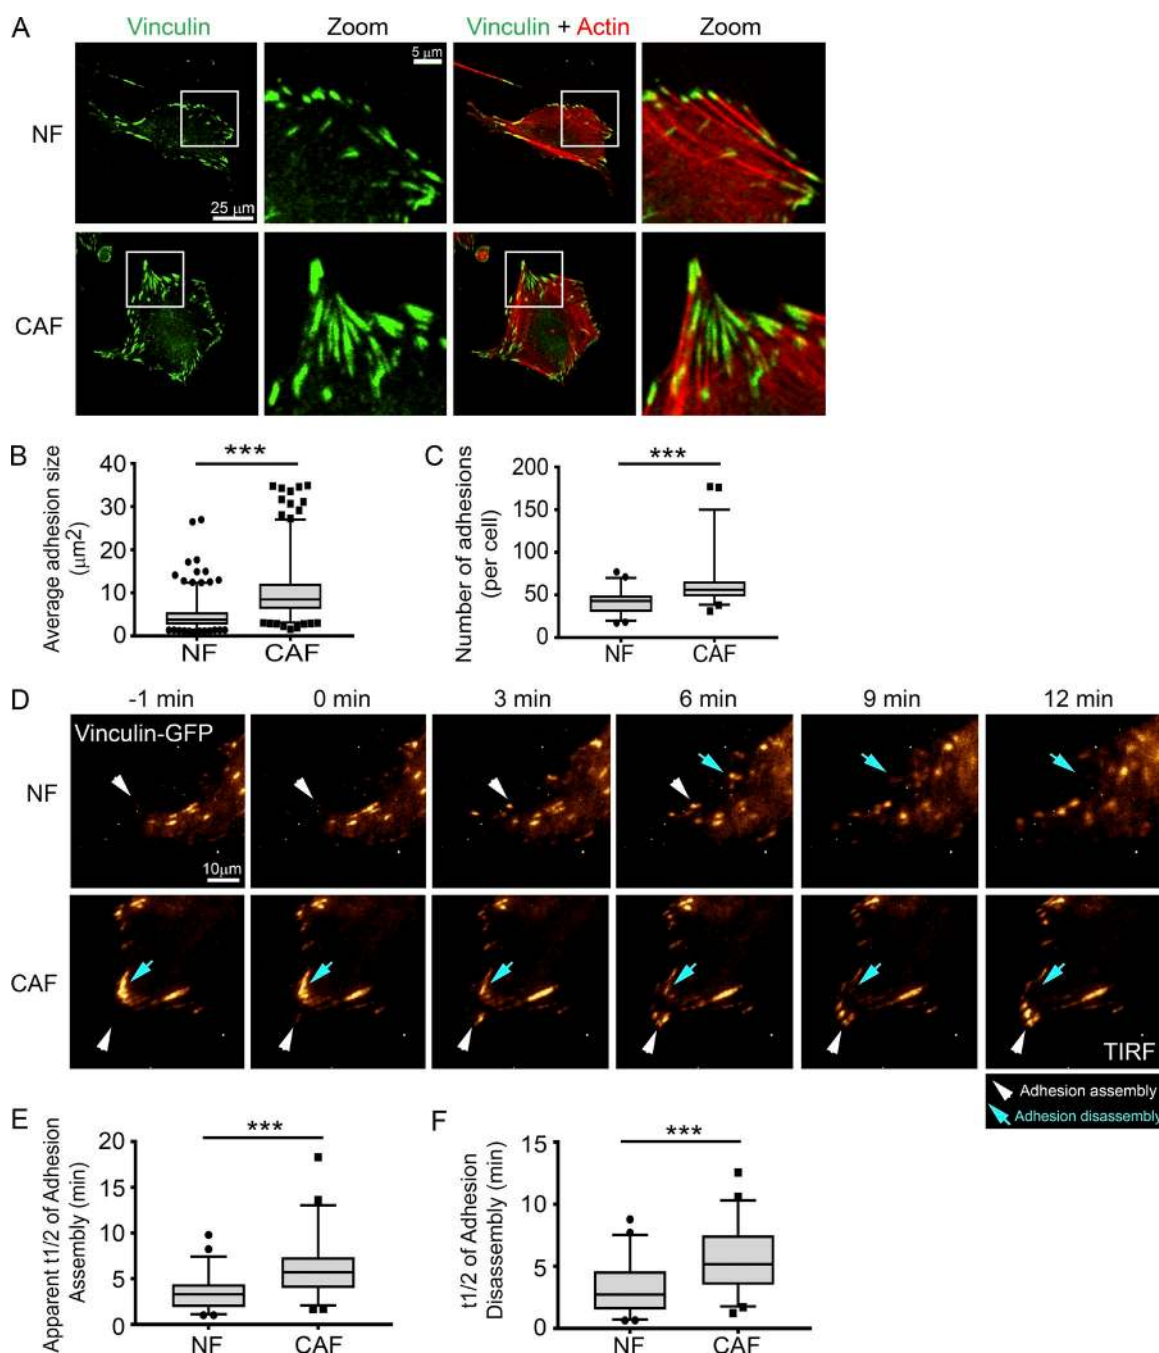 A
Vinculin
Zoom
Vinculin + Actin
Zoom
NF
5 μm
25 μm
CAF
B
Average adhesion size
(μm2)
***
40
30
20
10
0
NF
CAF
C
Number of adhesions
(per cell)
***
200
150
100
50
0
NF
CAF
D
-1 min
0 min
3 min
6 min
9 min
12 min
Vinculin-GFP
NF
10μm
CAF
TIRF
Adhesion assembly
Adhesion disassembly
E
Apparent t1/2 of Adhesion
Assembly (min)
***
20
15
10
5
0
NF
CAF
F
t1/2 of Adhesion
Disassembly (min)
***
15
10
5
0
NF
CAF